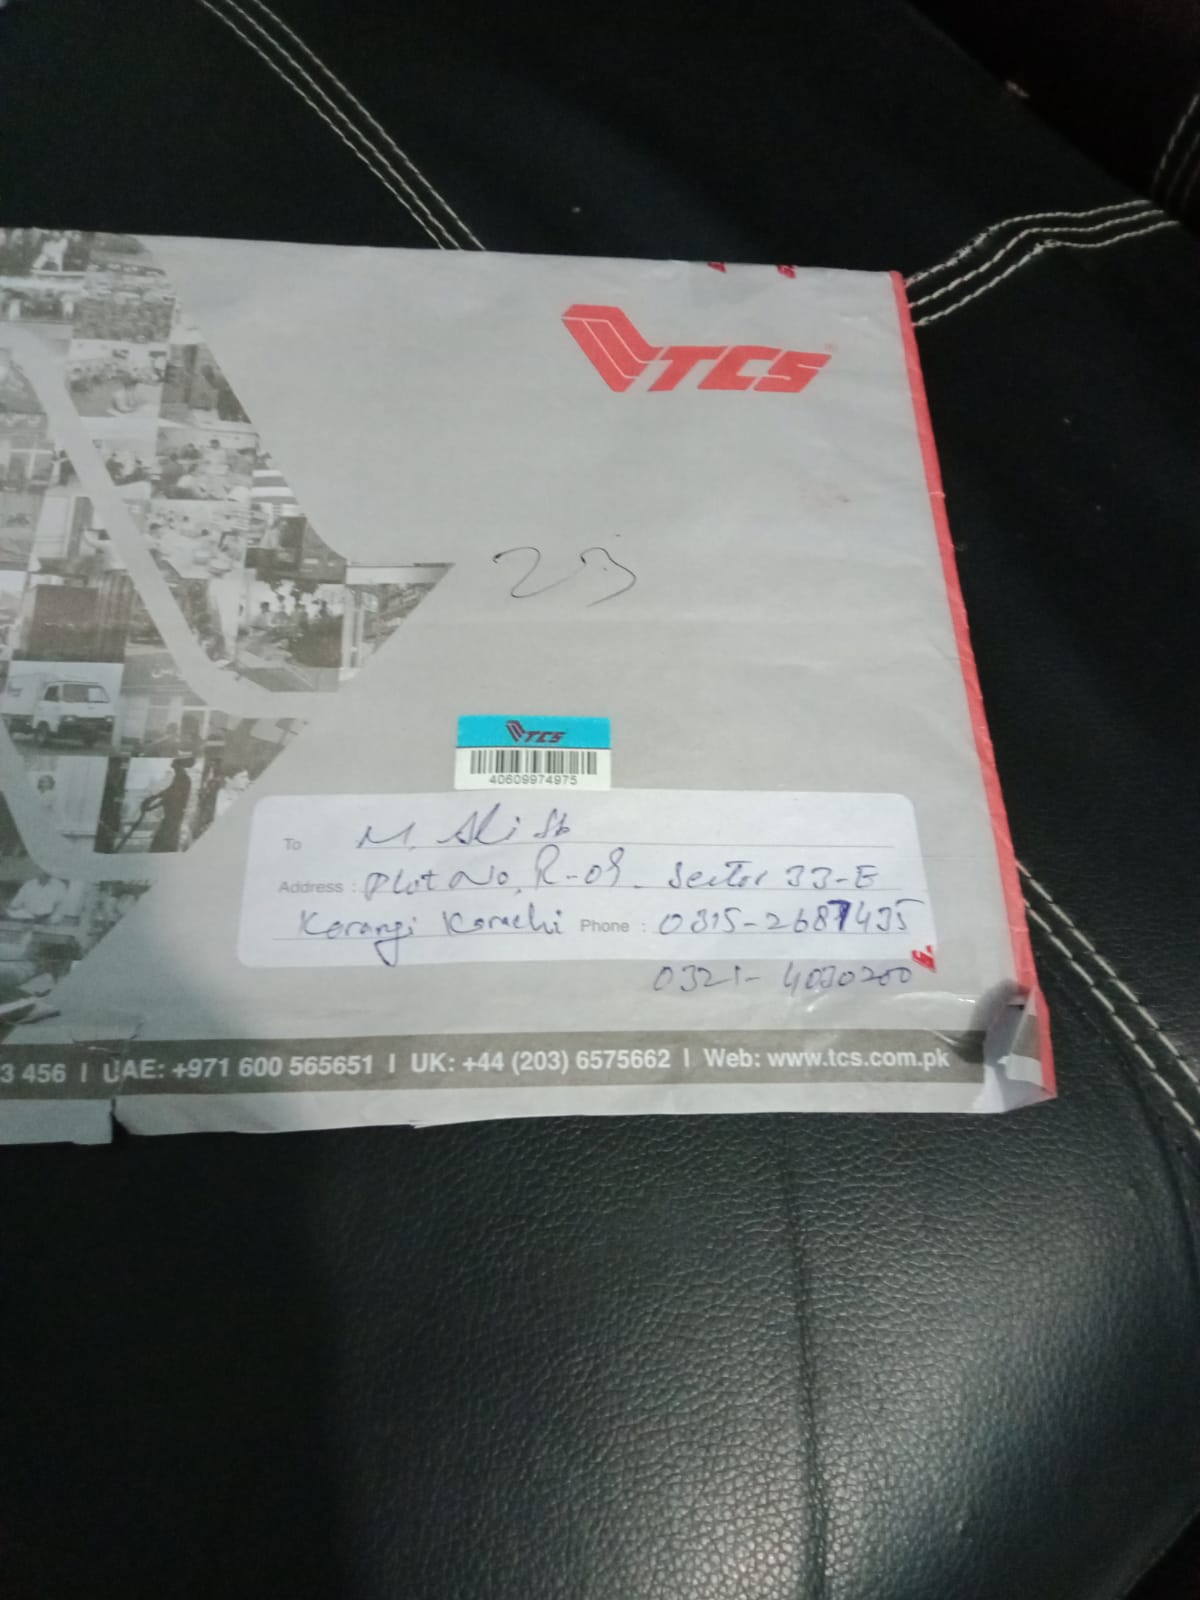 TCS
23
TCS
40609974975
To M. Ali Sb
Address : Plot No. R-09. Sector 33-E
Korangi Karachi Phone : 0315-2687435
0321-4030200
3 456 I UAE: +971 600 565651 I UK: +44 (203) 6575662 I Web: www.tcs.com.pk